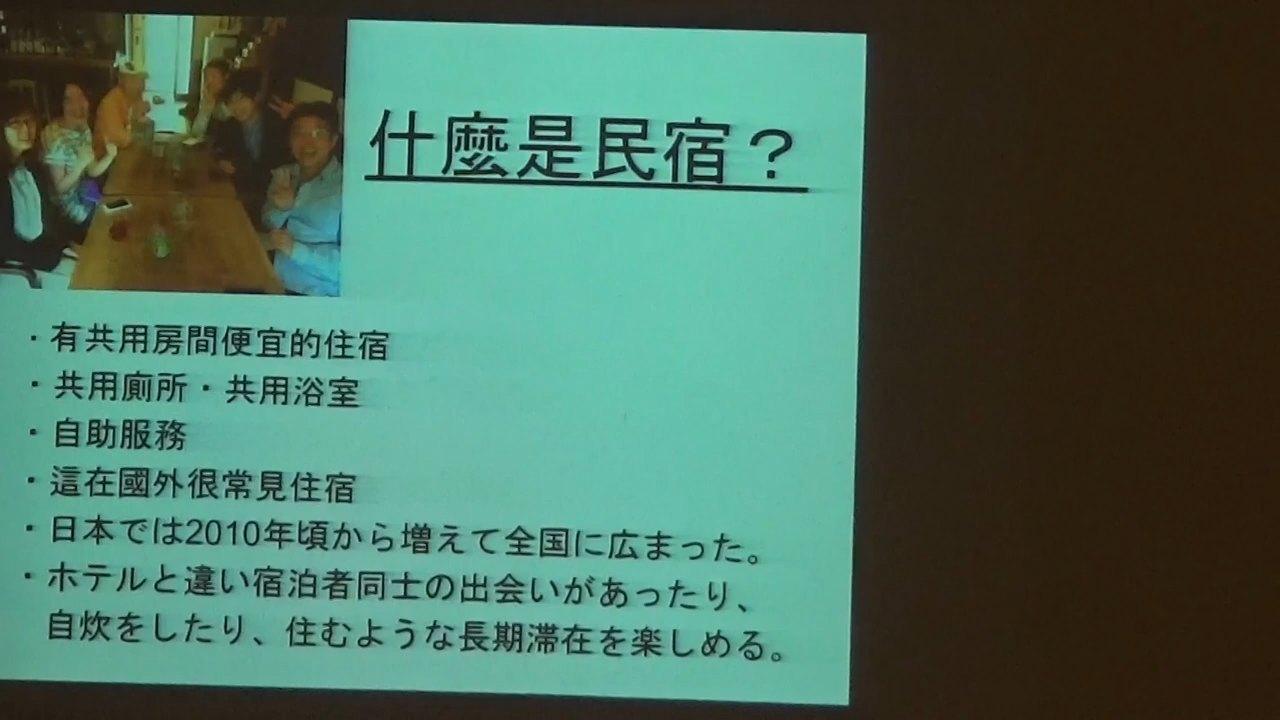 什麼是民宿？
・有共用房間便宜的住宿
・共用廁所・共用浴室
・自助服務
・這在國外很常見住宿
・日本では2010年頃から増えて全国に広まった。
・ホテルと違い宿泊者同士の出会いがあったり、
自炊をしたり、住むような長期滞在を楽しめる。